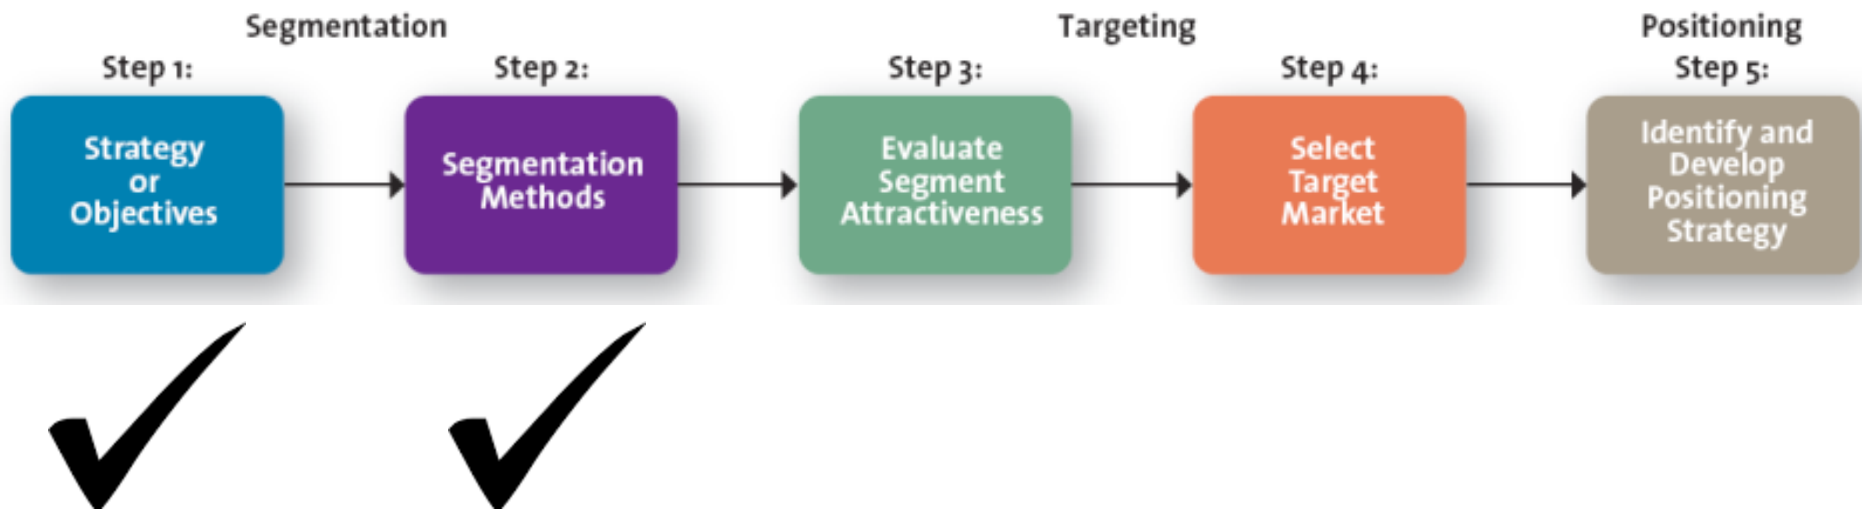 Segmentation
Targeting
Positioning
Step 1:
Step 2:
Step 3:
Step 4:
Step 5:
Strategy
or
Objectives
Segmentation
Methods
Evaluate
Segment
Attractiveness
Select
Target
Market
Identify and
Develop
Positioning
Strategy